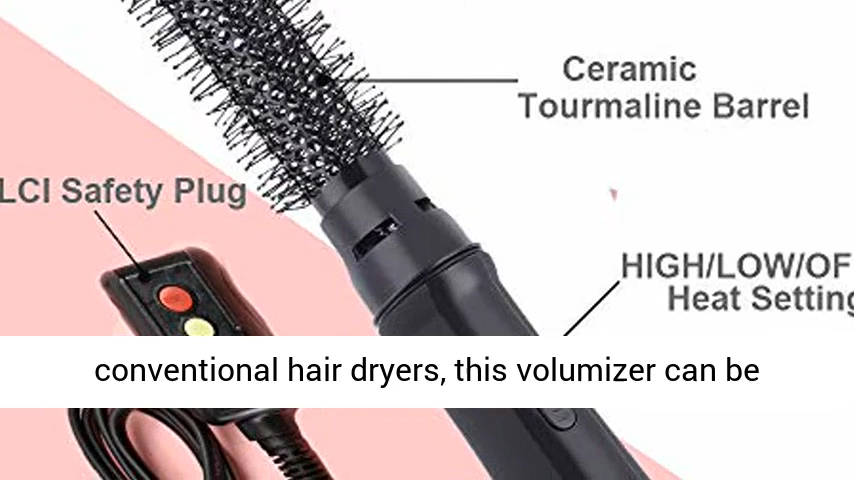 Ceramic
Tourmaline Barrel
LCI Safety Plug
HIGH/LOW/OF
Heat Setting
conventional hair dryers, this volumizer can be